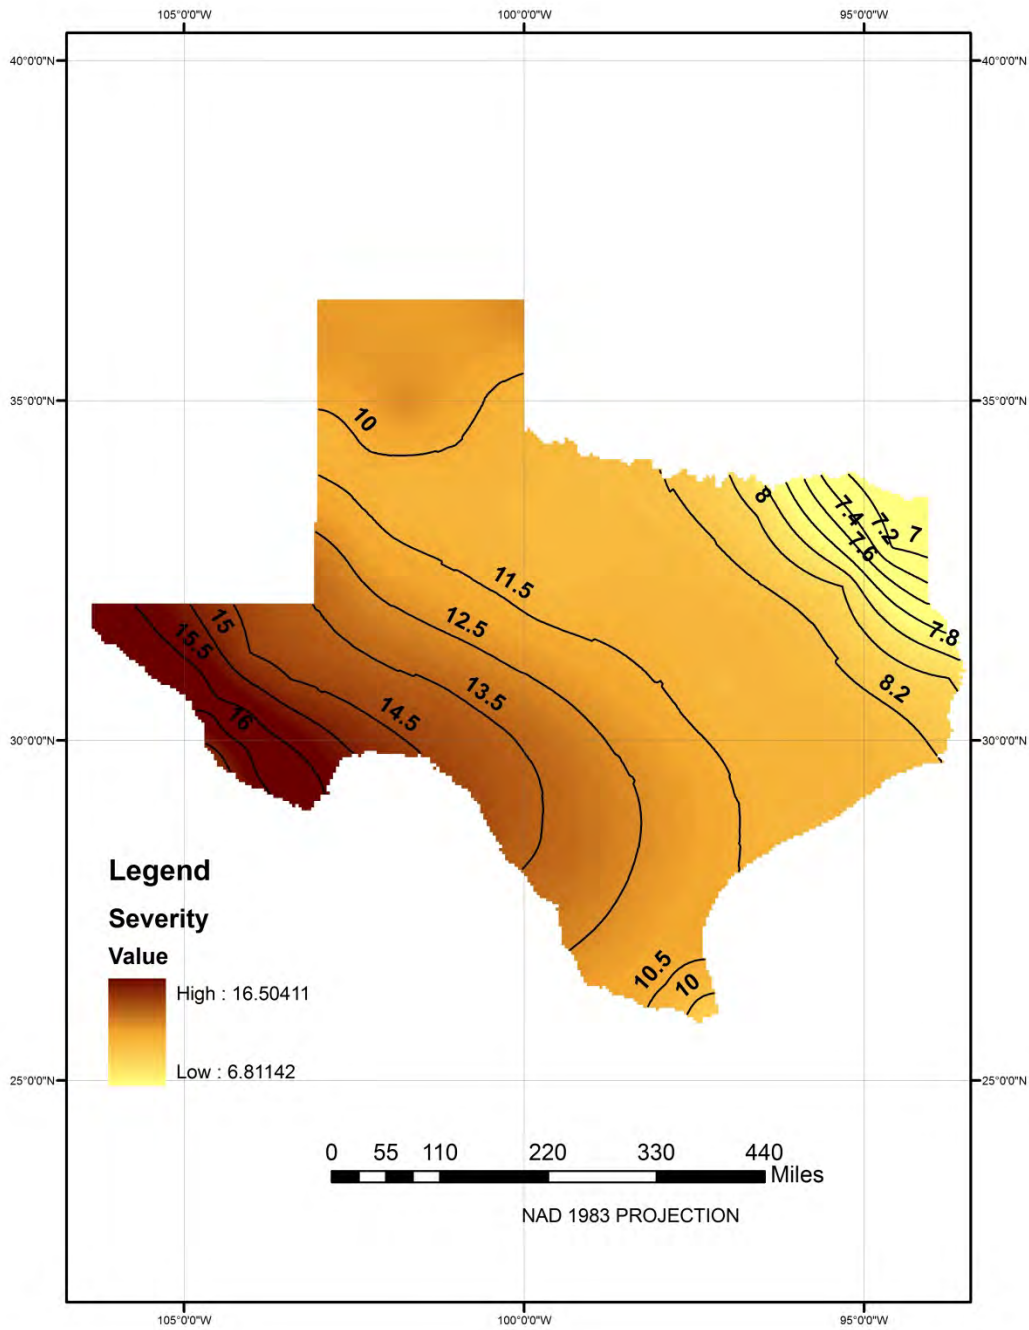 105°0'0"W 100°0'0"W 95°0'0"W
40°0'0"N 40°0'0"N
35°0'0"N 35°0'0"N
10
8
7.4
7.2
7
7.6
11.5
12.5
15
15.5
7.8
13.5
8.2
14.5
16
30°0'0"N 30°0'0"N
Legend
Severity
Value
High : 16.50411
Low : 6.81142
10.5
10
25°0'0"N 25°0'0"N
0 55 110 220 330 440
Miles
NAD 1983 PROJECTION
105°0'0"W 100°0'0"W 95°0'0"W